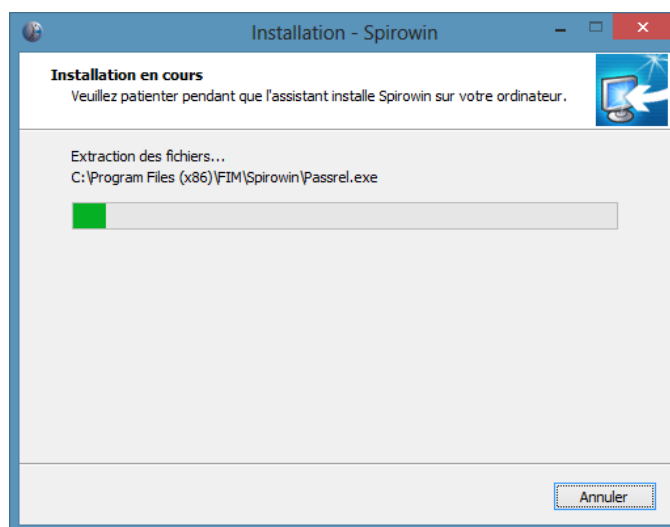 Installation - Spirowin
Installation en cours
Veuillez patienter pendant que l'assistant installe Spirowin sur votre ordinateur.
Extraction des fichiers...
C:\Program Files (x86)\FIM\Spirowin\Passrel.exe
Annuler